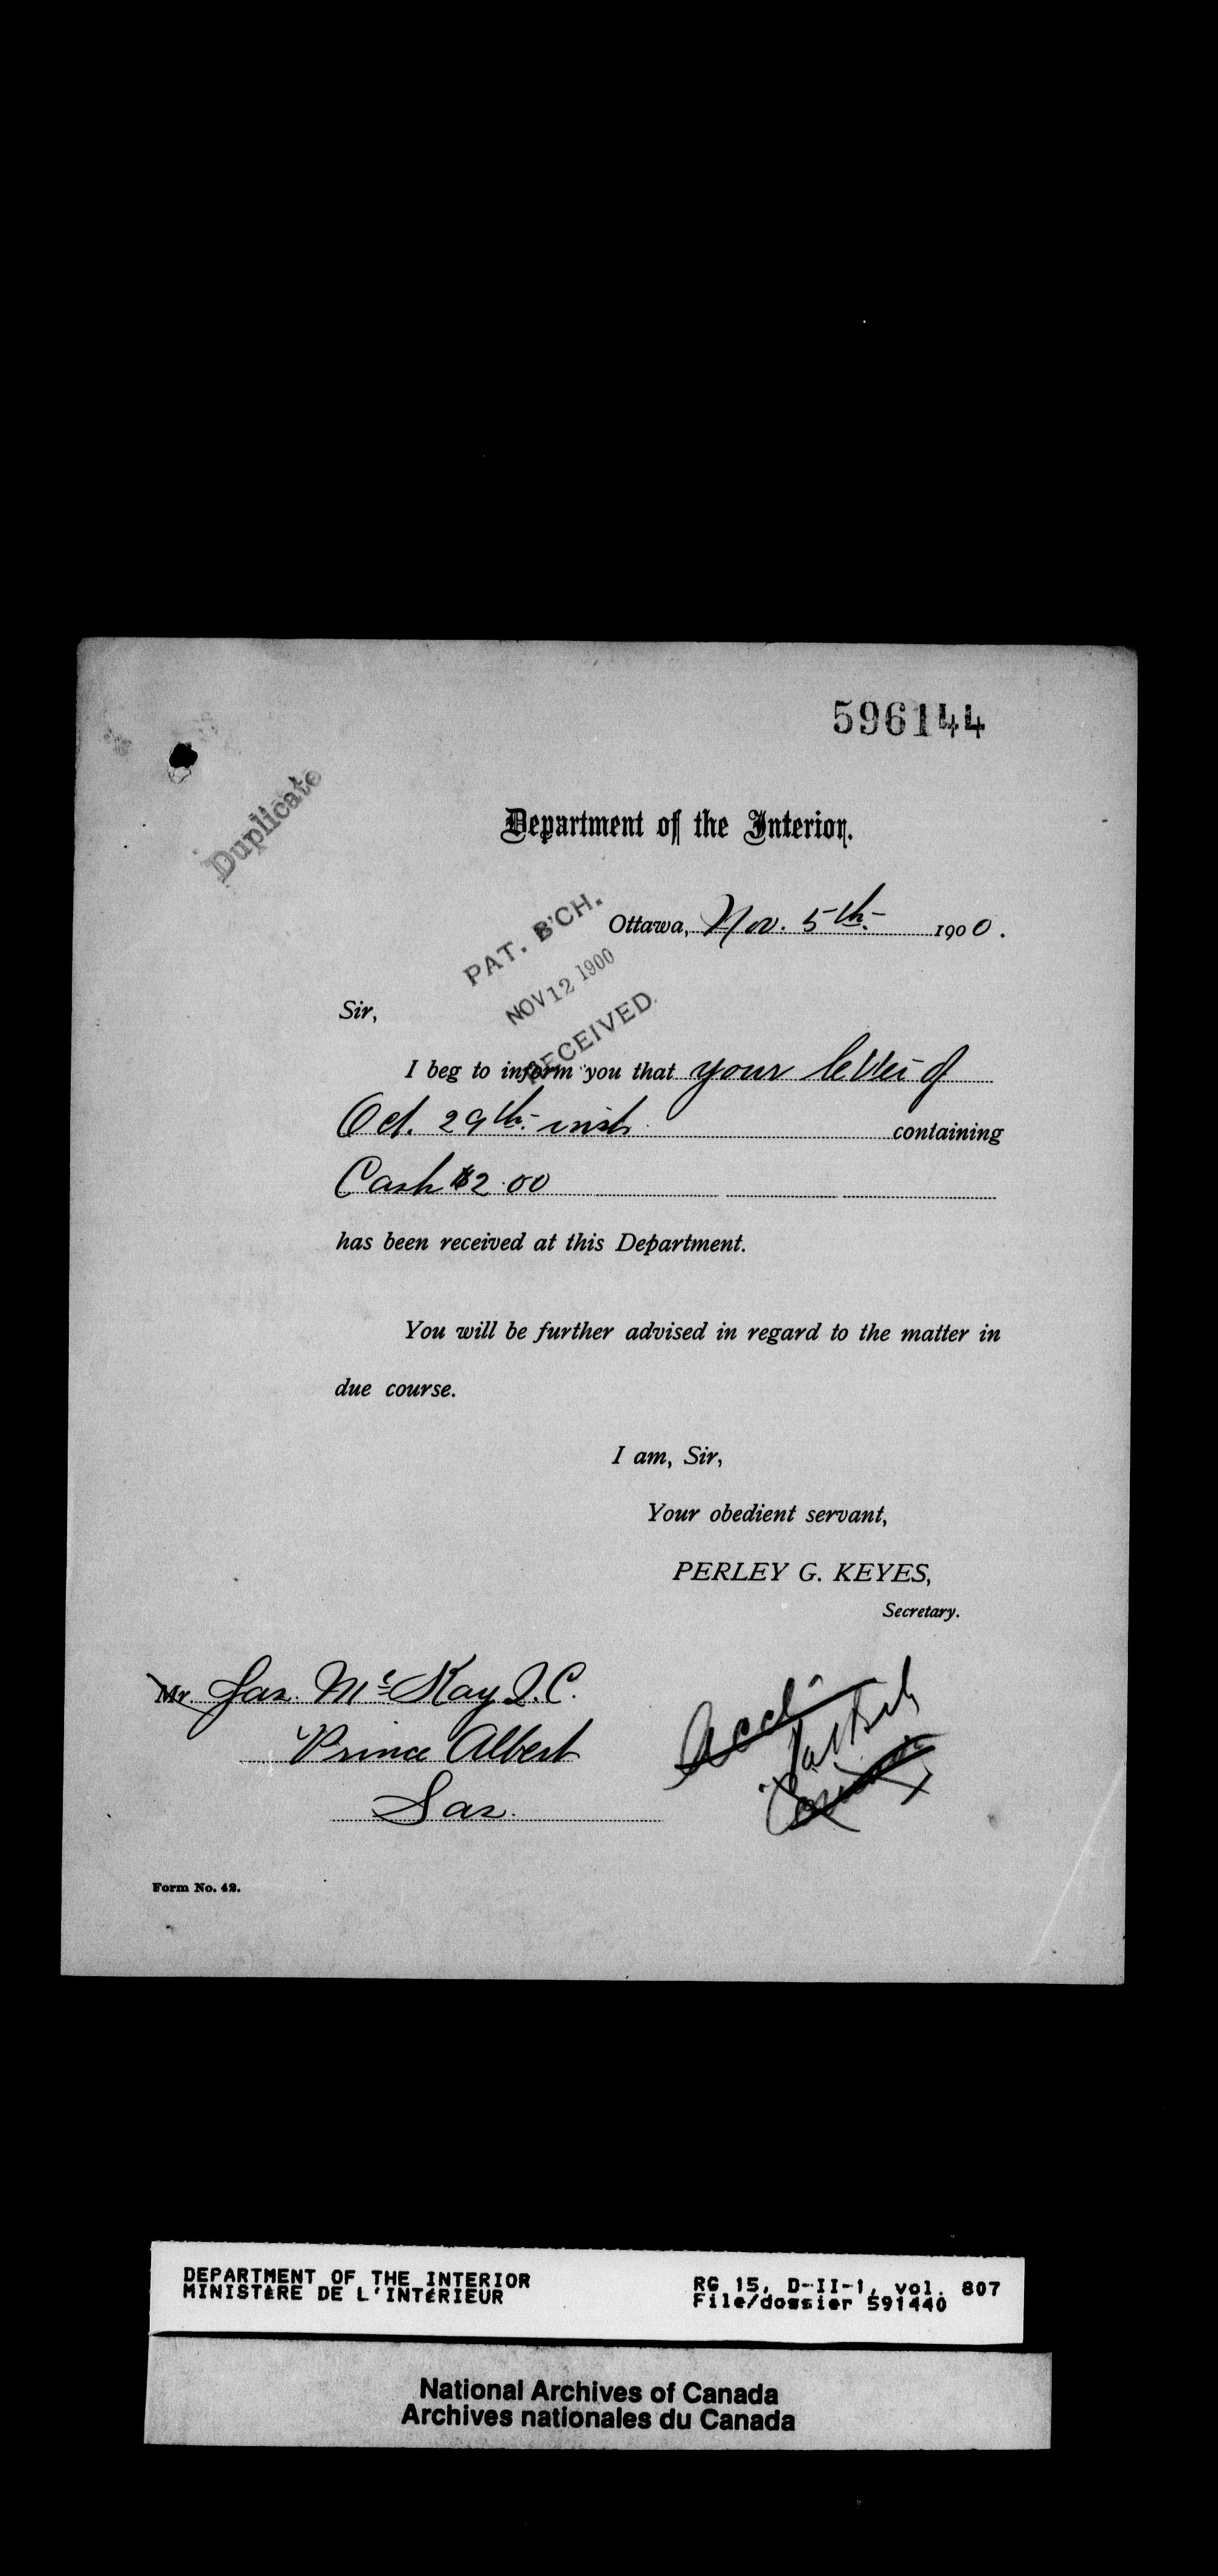 596144
Duplicate
Department of the Interior.
Ottawa, Nov. 5th. 1900.
PAT. B'CH.
NOV 12 1900
RECEIVED.
Sir,
I beg to inform you that your letter of
Oct. 29th. inst. containing
Cash $2.00
has been received at this Department.
You will be further advised in regard to the matter in
due course.
I am, Sir,
Your obedient servant,
PERLEY G. KEYES,
Secretary.
Mr. Jas. McKay Q.C.
Prince Albert
Sas.
Acct.
Form No. 42.
DEPARTMENT OF THE INTERIOR
MINISTÈRE DE L'INTÉRIEUR
RG 15, D-II-1, vol. 807
File/dossier 591440
National Archives of Canada
Archives nationales du Canada